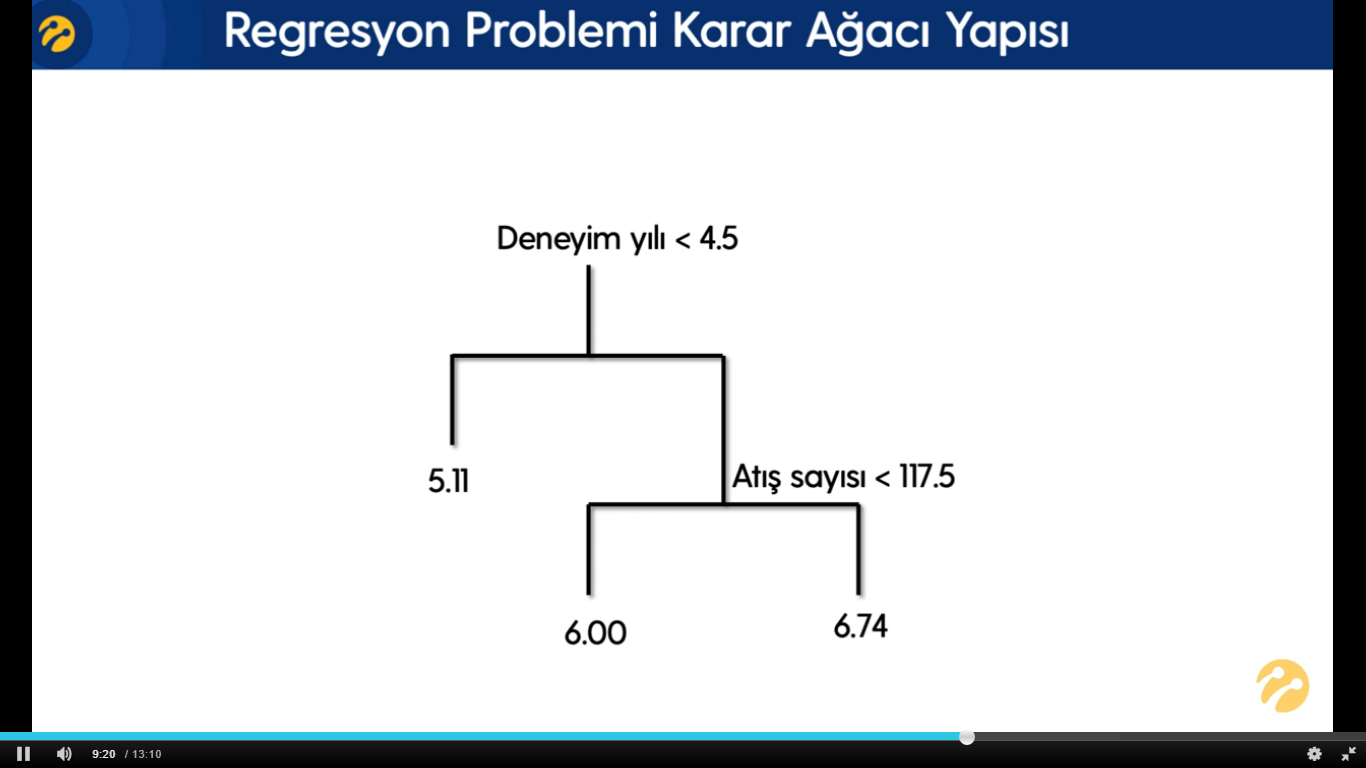 Regresyon Problemi Karar Ağacı Yapısı
Deneyim yılı < 4.5
5.11
Atış sayısı < 117.5
6.00
6.74
9:20 / 13:10